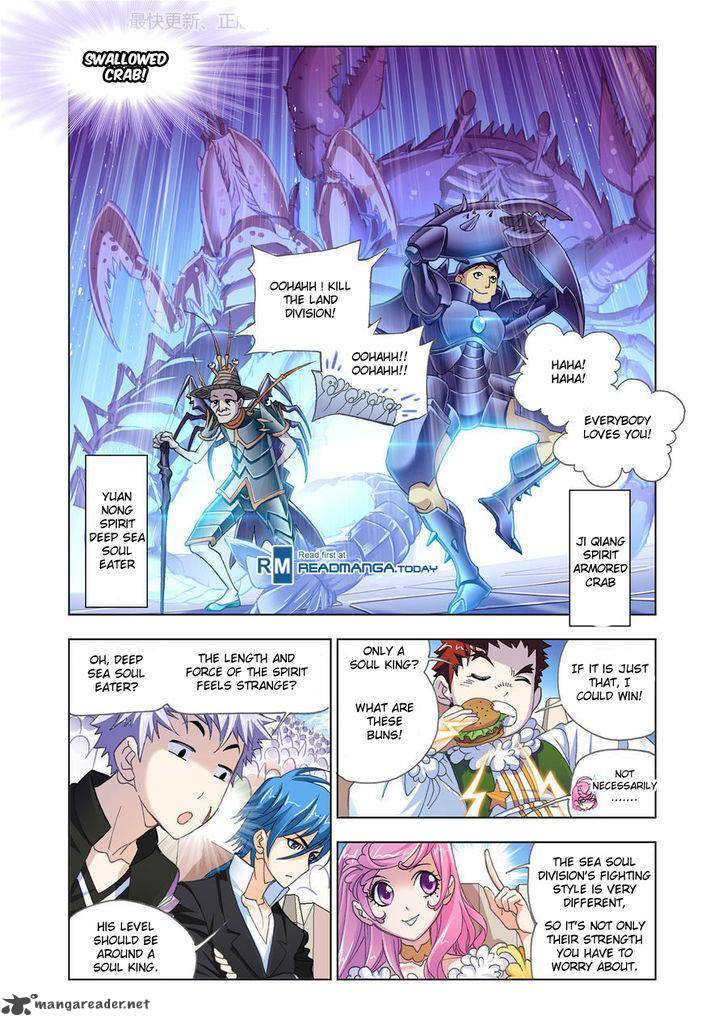 最快更新、正
SWALLOWED
CRAB!
OOHAHH ! KILL
THE LAND
DIVISION!
OOHAHH!!
OOHAHH!!
HAHA!
HAHA!
EVERYBODY
LOVES YOU!
YUAN
NONG
SPIRIT
DEEP SEA
SOUL
EATER
JI QIANG
SPIRIT
ARMORED
CRAB
RM
Read first at
READMANGA.TODAY
OH, DEEP
SEA SOUL
EATER?
THE LENGTH AND
FORCE OF THE SPIRIT
FEELS STRANGE?
HIS LEVEL
SHOULD BE
AROUND A
SOUL KING.
ONLY A
SOUL KING?
WHAT ARE
THESE
BUNS!
IF IT IS JUST
THAT, I
COULD WIN!
NOT
NECESSARILY
.......
THE SEA SOUL
DIVISION'S FIGHTING
STYLE IS VERY
DIFFERENT,
SO IT'S NOT ONLY
THEIR STRENGTH
YOU HAVE TO
WORRY ABOUT.
mangareader.net